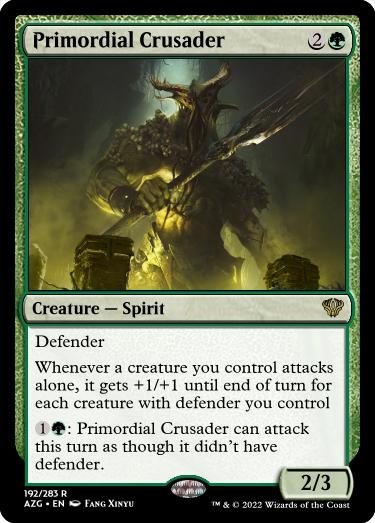 Primordial Crusader 2
Creature — Spirit
Defender
Whenever a creature you control attacks
alone, it gets +1/+1 until end of turn for
each creature with defender you control
1 : Primordial Crusader can attack
this turn as though it didn't have
defender.
2/3
192/283 R
AZG • EN FANG XINYU
™ & © 2022 Wizards of the Coast